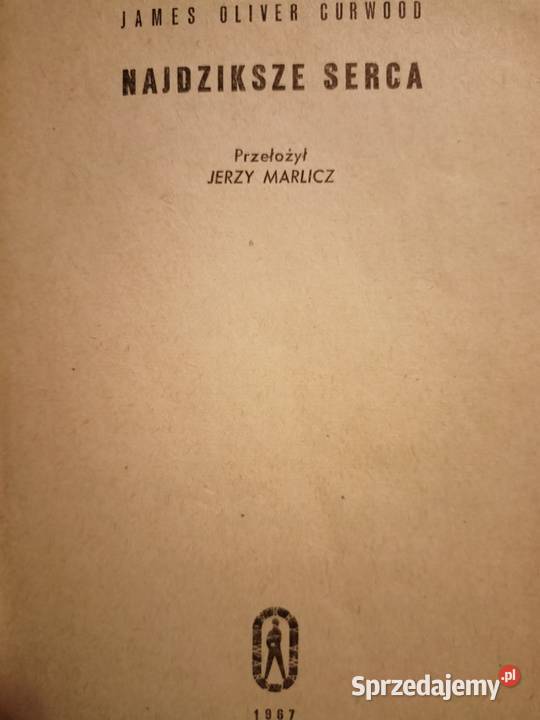 JAMES OLIVER CURWOOD
NAJDZIKSZE SERCA
Przełożył
JERZY MARLICZ
1967
Sprzedajemy.pl